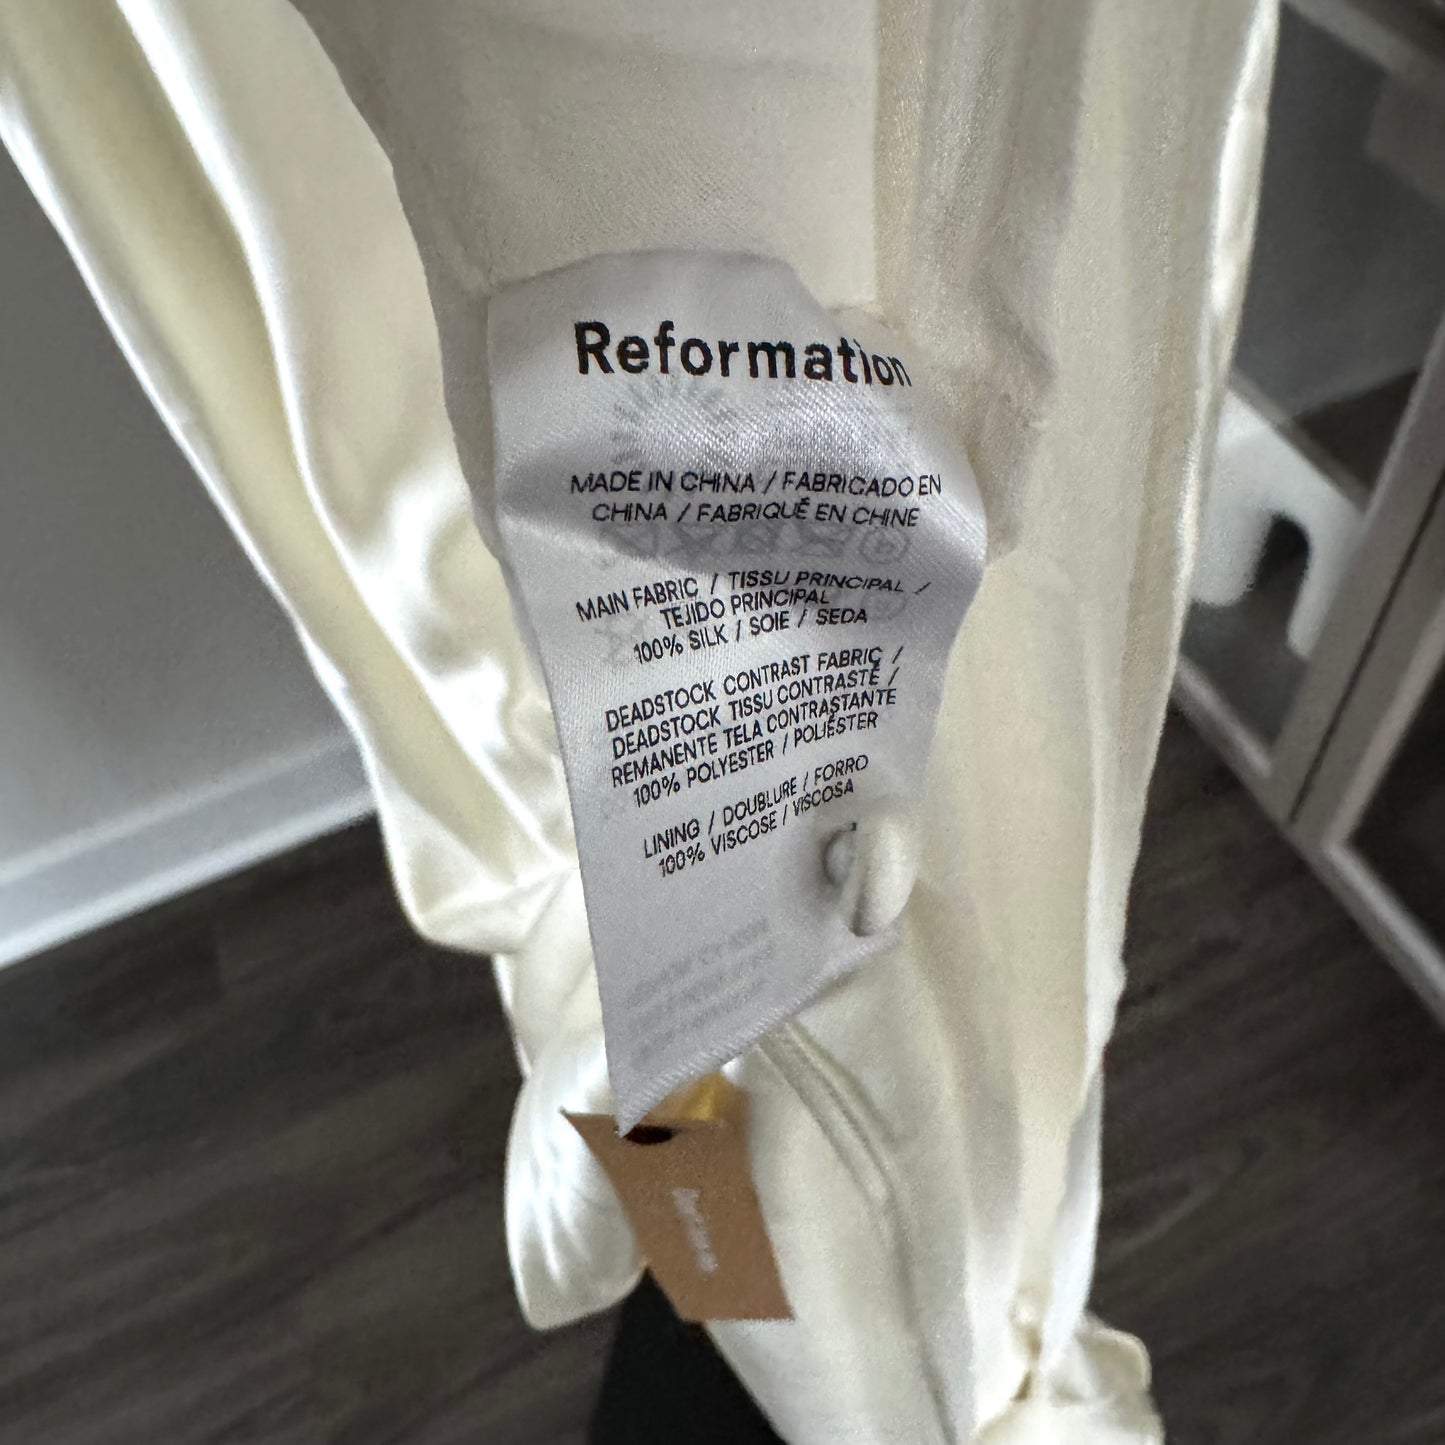 Reformation
MADE IN CHINA / FABRICADO EN
CHINA / FABRIQUÉ EN CHINE
MAIN FABRIC / TISSU PRINCIPAL /
TEJIDO PRINCIPAL
100% SILK / SOIE / SEDA
DEADSTOCK CONTRAST FABRIC /
DEADSTOCK TISSU CONTRASTÉ /
REMANENTE TELA CONTRASTANTE
100% POLYESTER / POLIÉSTER
LINING / DOUBLURE / FORRO
100% VISCOSE / VISCOSA